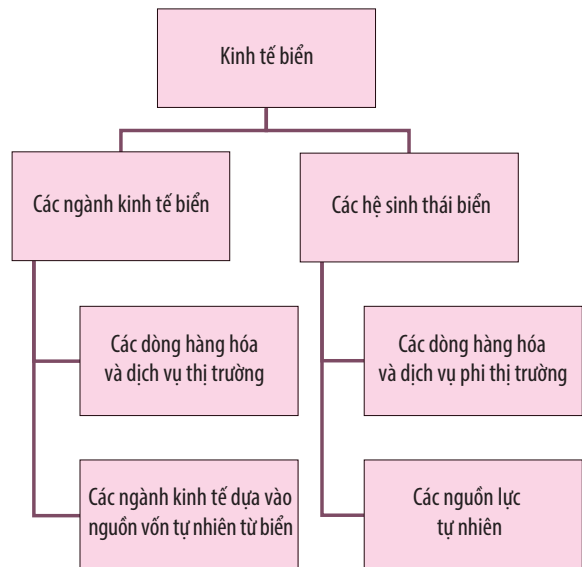 Kinh tế biển
Các ngành kinh tế biển
Các hệ sinh thái biển
Các dòng hàng hóa
và dịch vụ thị trường
Các dòng hàng hóa
và dịch vụ phi thị trường
Các ngành kinh tế dựa vào
nguồn vốn tự nhiên từ biển
Các nguồn lực
tự nhiên